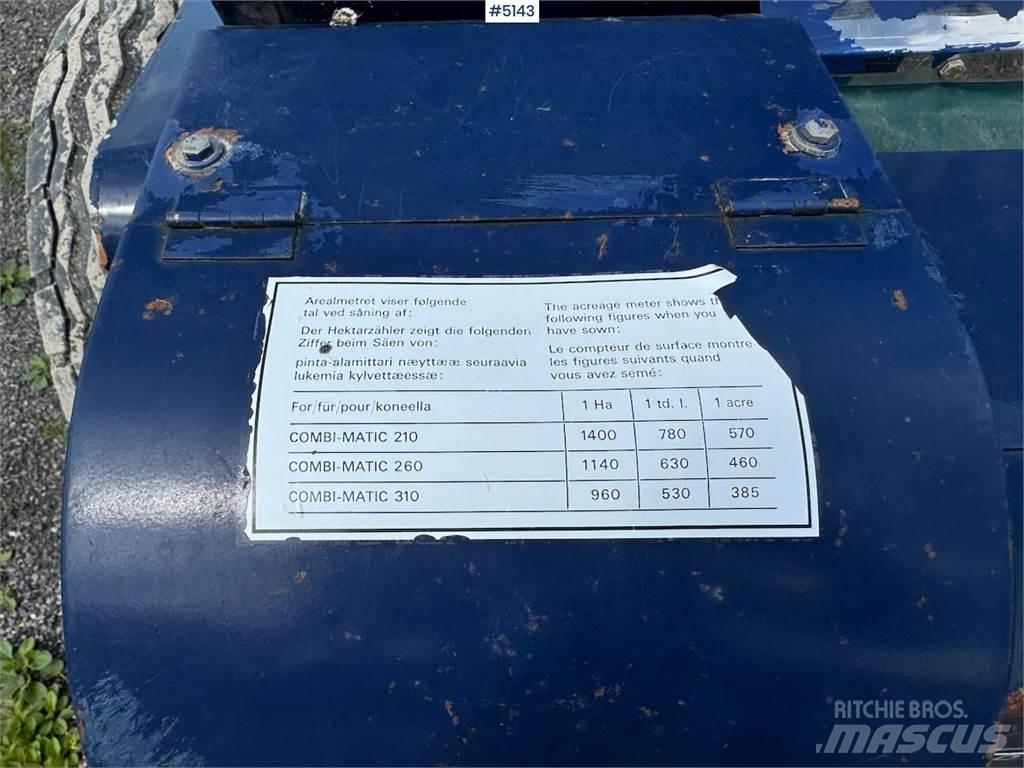 #5143
Arealmetret viser følgende
tal ved såning af:
Der Hektarzähler zeigt die folgenden
Ziffer beim Säen von:
pinta-alamittari næyttææ seuraavia
lukemia kylvettæessæ:
The acreage meter shows
following figures when you
have sown:
Le compteur de surface montre
les figures suivants quand
vous avez semé:
For/für/pour/koneella 1 Ha 1 td. l. 1 acre
COMBI-MATIC 210 1400 780 570
COMBI-MATIC 260 1140 630 460
COMBI-MATIC 310 960 530 385
RITCHIE BROS.
MASCUS